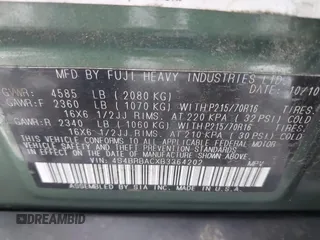 MFD. BY FUJI HEAVY INDUSTRIES LTD.
DATE: 10/10
GVWR: 4585 LB ( 2080 KG)
GAWR:F 2360 LB ( 1070 KG) WITH:P215/70R16 TIRES,
16X6 1/2JJ RIMS, AT 220 KPA ( 32 PSI)
GAWR:R 2340 LB ( 1060 KG) WITH:P215/70R16 TIRES,
16X6 1/2JJ RIMS, AT 210 KPA ( 30 PSI) COLD
THIS VEHICLE CONFORMS TO ALL APPLICABLE FEDERAL MOTOR
VEHICLE SAFETY, BUMPER, AND THEFT PREVENTION STANDARDS
IN EFFECT ON THE DATE OF MANUFACTURE SHOWN ABOVE.
VIN: 4S4BRBACXB3364202 MPV
ASSEMBLED BY SIA INC. MADE IN U.S.A.